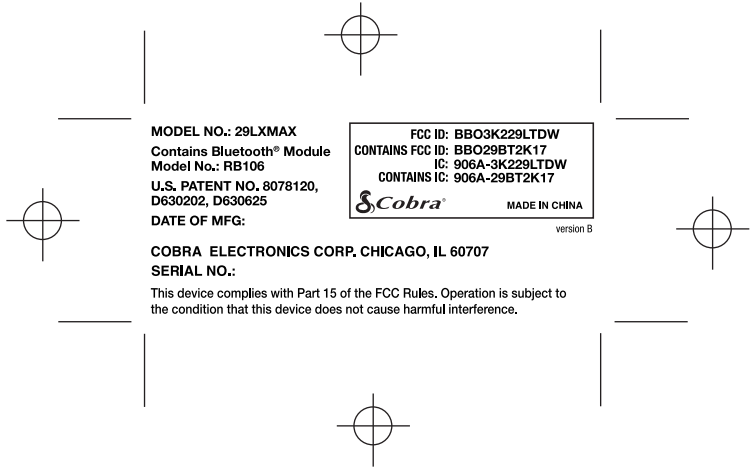 MODEL NO.: 29LXMAX
Contains Bluetooth® Module
Model No.: RB106
U.S. PATENT NO. 8078120,
D630202, D630625
DATE OF MFG:
FCC ID: BBO3K229LTDW
CONTAINS FCC ID: BBO29BT2K17
IC: 906A-3K229LTDW
CONTAINS IC: 906A-29BT2K17
Cobra®
MADE IN CHINA
version B
COBRA ELECTRONICS CORP. CHICAGO, IL 60707
SERIAL NO.:
This device complies with Part 15 of the FCC Rules. Operation is subject to
the condition that this device does not cause harmful interference.